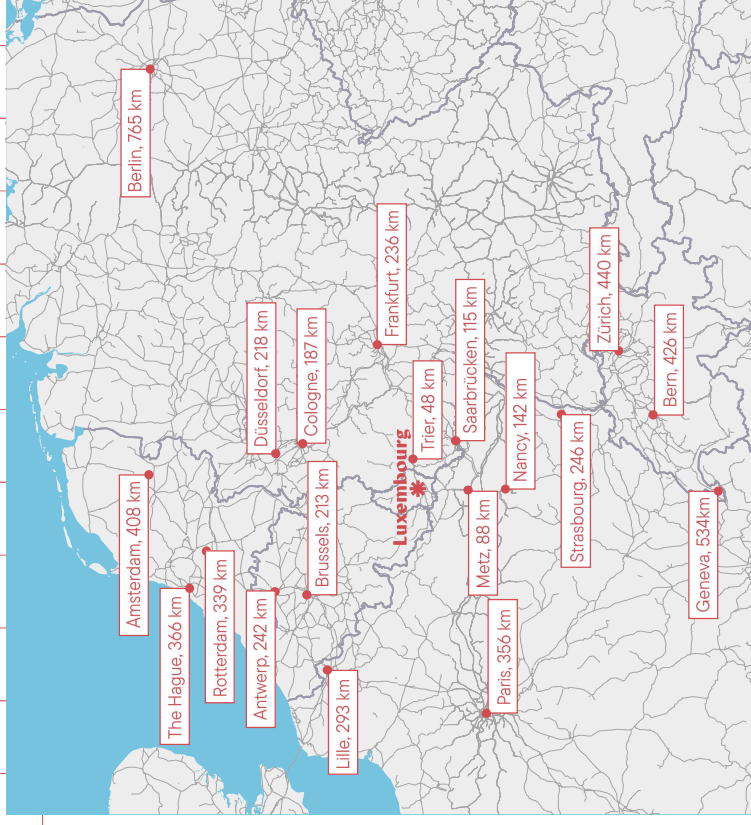 Berlin, 765 km
Amsterdam, 408 km
The Hague, 366 km
Rotterdam, 339 km
Düsseldorf, 218 km
Antwerp, 242 km
Cologne, 187 km
Brussels, 213 km
Lille, 293 km
Frankfurt, 236 km
Luxembourg
Trier, 48 km
Saarbrücken, 115 km
Metz, 88 km
Paris, 356 km
Nancy, 142 km
Strasbourg, 246 km
Zürich, 440 km
Bern, 426 km
Geneva, 534km